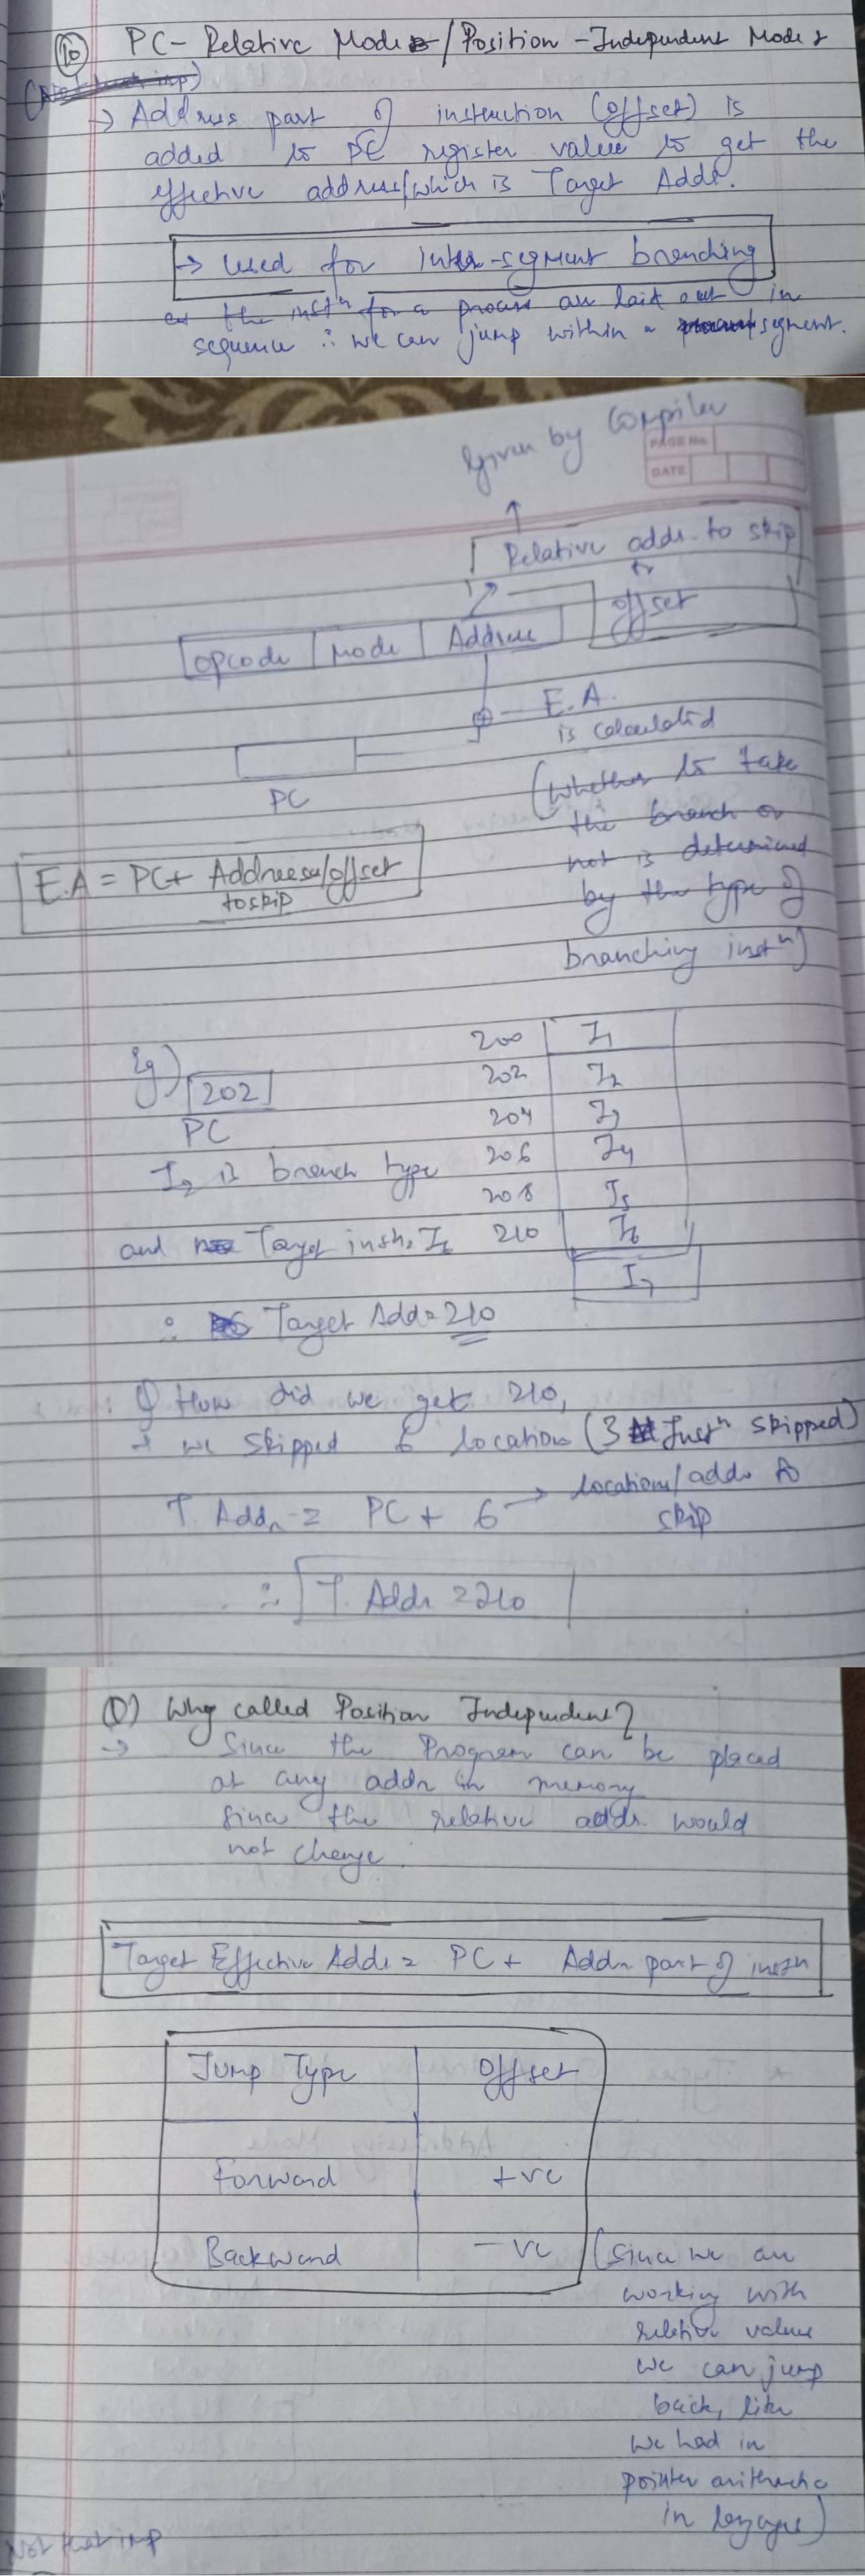 (10) PC- Relative Mode / Position - Independent Mode :
→ Address part of instruction (offset) is
added to PC register value to get the
effective address/which is Target Addr.
→ Used for Intra-segment branching
as the instn for a process are laid out in
sequence ∴ we can jump within a segment.
Given by Compiler
PAGE No.
DATE
Relative addr. to skip
or
offset
opcode | Mode | Address
E.A.
is calculated
PC
(Whether to take
the branch or
not is determined
by the type of
branching instn)
E.A = PC+ Address/offset
to skip
Eg) 202
PC
200 I1
202 I2
204 I3
206 I4
208 I5
210 I6
I7
I2 is branch type
and Target instn I6
∴ Target Add = 210
Q How did we get 210,
→ we skipped 6 location (3 Instn skipped)
T. Addr = PC + 6 → location/addr to
skip
∴ T. Addr = 210
Q) Why called Position Independent?
→ Since the Program can be placed
at any addr in memory
since the relative addr. would
not change.
Target Effective Addr = PC + Addr part of instn
Jump Type | Offset
Forward | +ve
Backward | -ve
(Since we are
working with
relative values
we can jump
back, like
we had in
pointer arithmetic
in
Not that imp